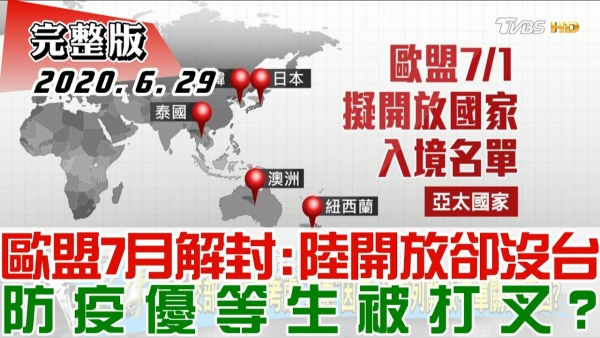 完整版
2020.6.29
TVBS HD
歐盟7/1
擬開放國家
入境名單
亞太國家
韓
日本
泰國
澳洲
紐西蘭
歐盟7月解封:陸開放卻沒台
防疫優等生被打叉?